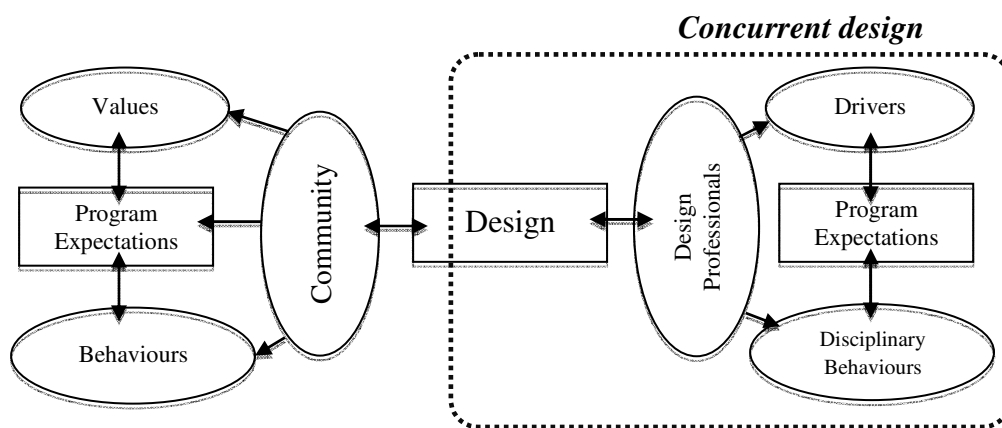 Concurrent design
Values
Program
Expectations
Behaviours
Community
Design
Design
Professionals
Drivers
Program
Expectations
Disciplinary
Behaviours